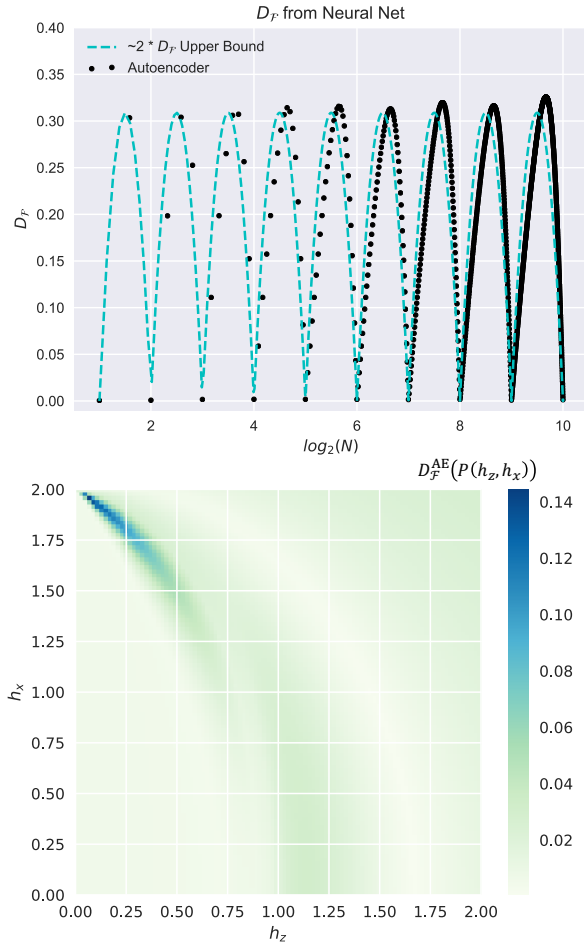 D_F from Neural Net
~2 * D_F Upper Bound
Autoencoder
0.40
0.35
0.30
0.25
0.20
0.15
0.10
0.05
0.00
D_F
2 4 6 8 10
log₂(N)
D_F^AE(P(h_z, h_x))
2.00
1.75
1.50
1.25
1.00
0.75
0.50
0.25
0.00
h_x
0.00 0.25 0.50 0.75 1.00 1.25 1.50 1.75 2.00
h_z
0.14
0.12
0.10
0.08
0.06
0.04
0.02